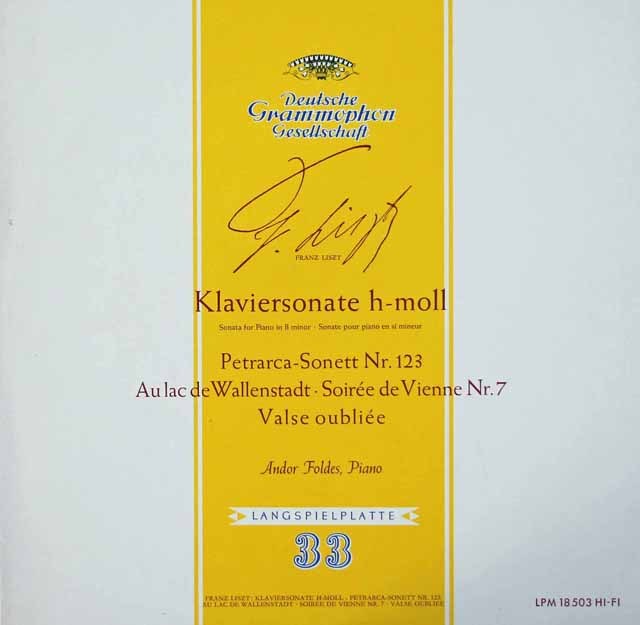 Deutsche
Grammophon
Gesellschaft
F. Liszt
FRANZ LISZT
Klaviersonate h-moll
Sonata for Piano in B minor · Sonate pour piano en si mineur
Petrarca-Sonett Nr. 123
Au lac de Wallenstadt · Soirée de Vienne Nr. 7
Valse oubliée
Andor Foldes, Piano
LANGSPIELPLATTE
33
FRANZ LISZT: KLAVIERSONATE H-MOLL · PETRARCA-SONETT NR. 123
AU LAC DE WALLENSTADT · SOIREE DE VIENNE NR. 7 · VALSE OUBLIEE
LPM 18 503 HI-FI